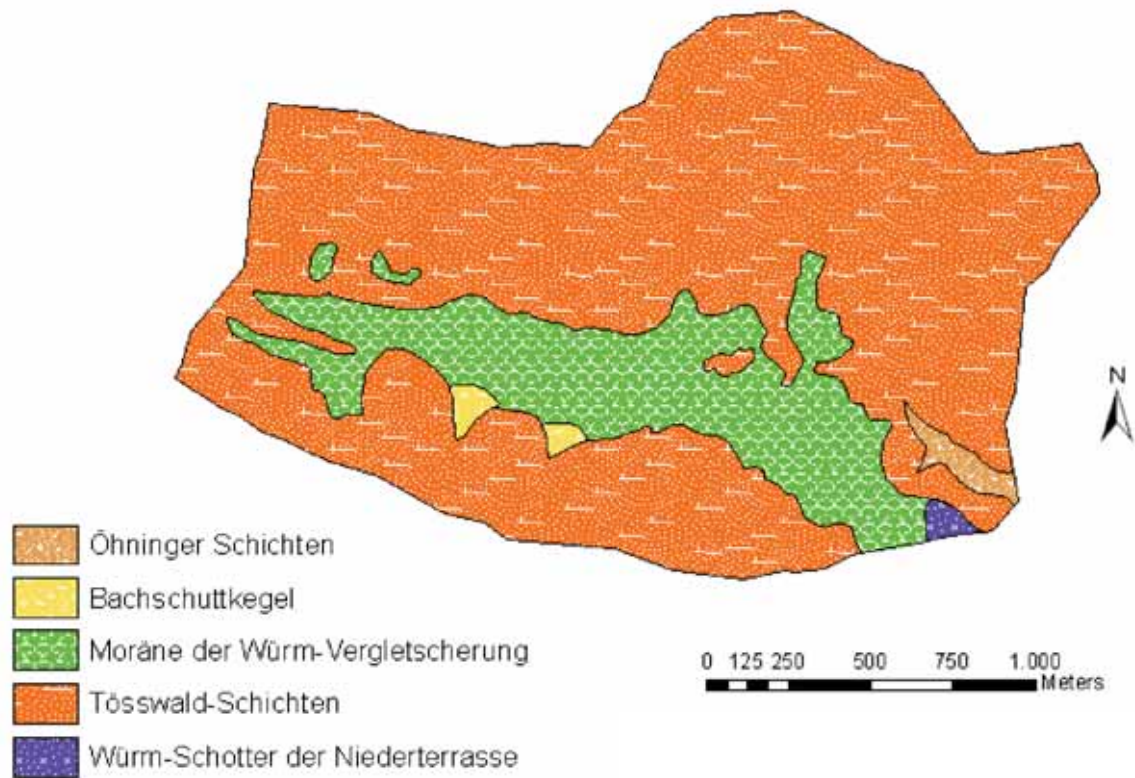 N
Öhninger Schichten
Bachschuttkegel
Moräne der Würm-Vergletscherung
Tösswald-Schichten
Würm-Schotter der Niederterrasse
0 125 250 500 750 1.000
Meters